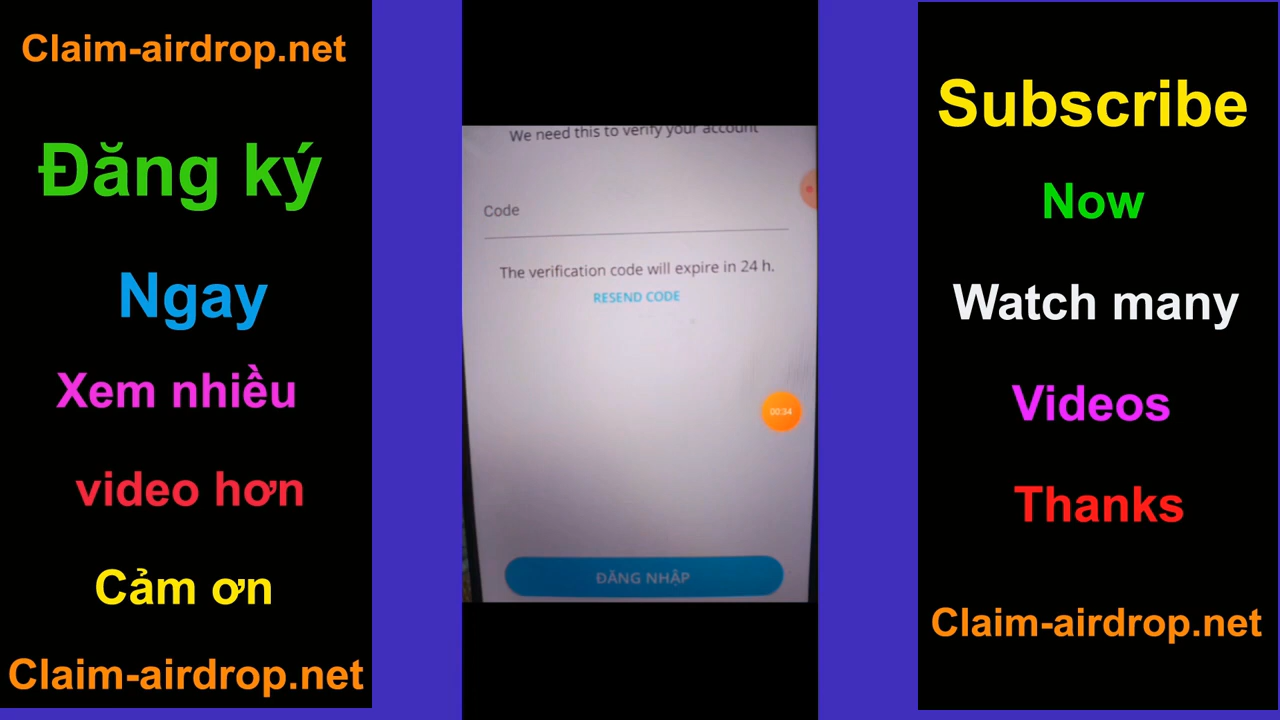 Claim-airdrop.net
Đăng ký
Ngay
Xem nhiều
video hơn
Cảm ơn
Claim-airdrop.net
We need this to verify your account
Code
The verification code will expire in 24 h.
RESEND CODE
00:34
ĐĂNG NHẬP
Subscribe
Now
Watch many
Videos
Thanks
Claim-airdrop.net